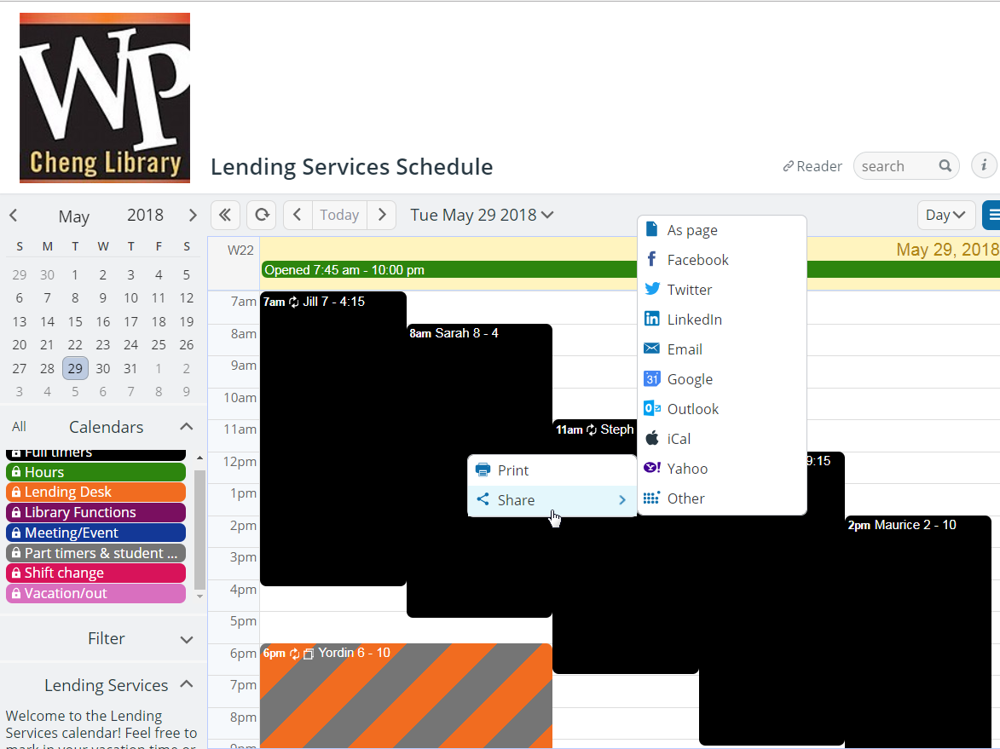 WP
Cheng Library
Lending Services Schedule
Reader
search
i
May 2018
Today
Tue May 29 2018
Day
S M T W T F S
29 30 1 2 3 4 5
6 7 8 9 10 11 12
13 14 15 16 17 18 19
20 21 22 23 24 25 26
27 28 29 30 31 1 2
3 4 5 6 7 8 9
All Calendars
Full timers
Hours
Lending Desk
Library Functions
Meeting/Event
Part timers & student ...
Shift change
Vacation/out
Filter
Lending Services
Welcome to the Lending
Services calendar! Feel free to
mark in your vacation time or
W22
May 29, 2018
Opened 7:45 am - 10:00 pm
7am
8am
9am
10am
11am
12pm
1pm
2pm
3pm
4pm
5pm
6pm
7pm
8pm
9pm
7am Jill 7 - 4:15
8am Sarah 8 - 4
11am Steph
9:15
2pm Maurice 2 - 10
6pm Yordin 6 - 10
Print
Share
As page
Facebook
Twitter
LinkedIn
Email
31 Google
Outlook
iCal
Yahoo
Other